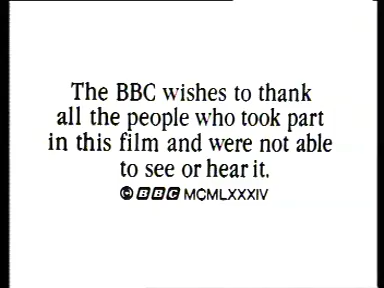 The BBC wishes to thank
all the people who took part
in this film and were not able
to see or hear it.
© BBC MCMLXXXIV